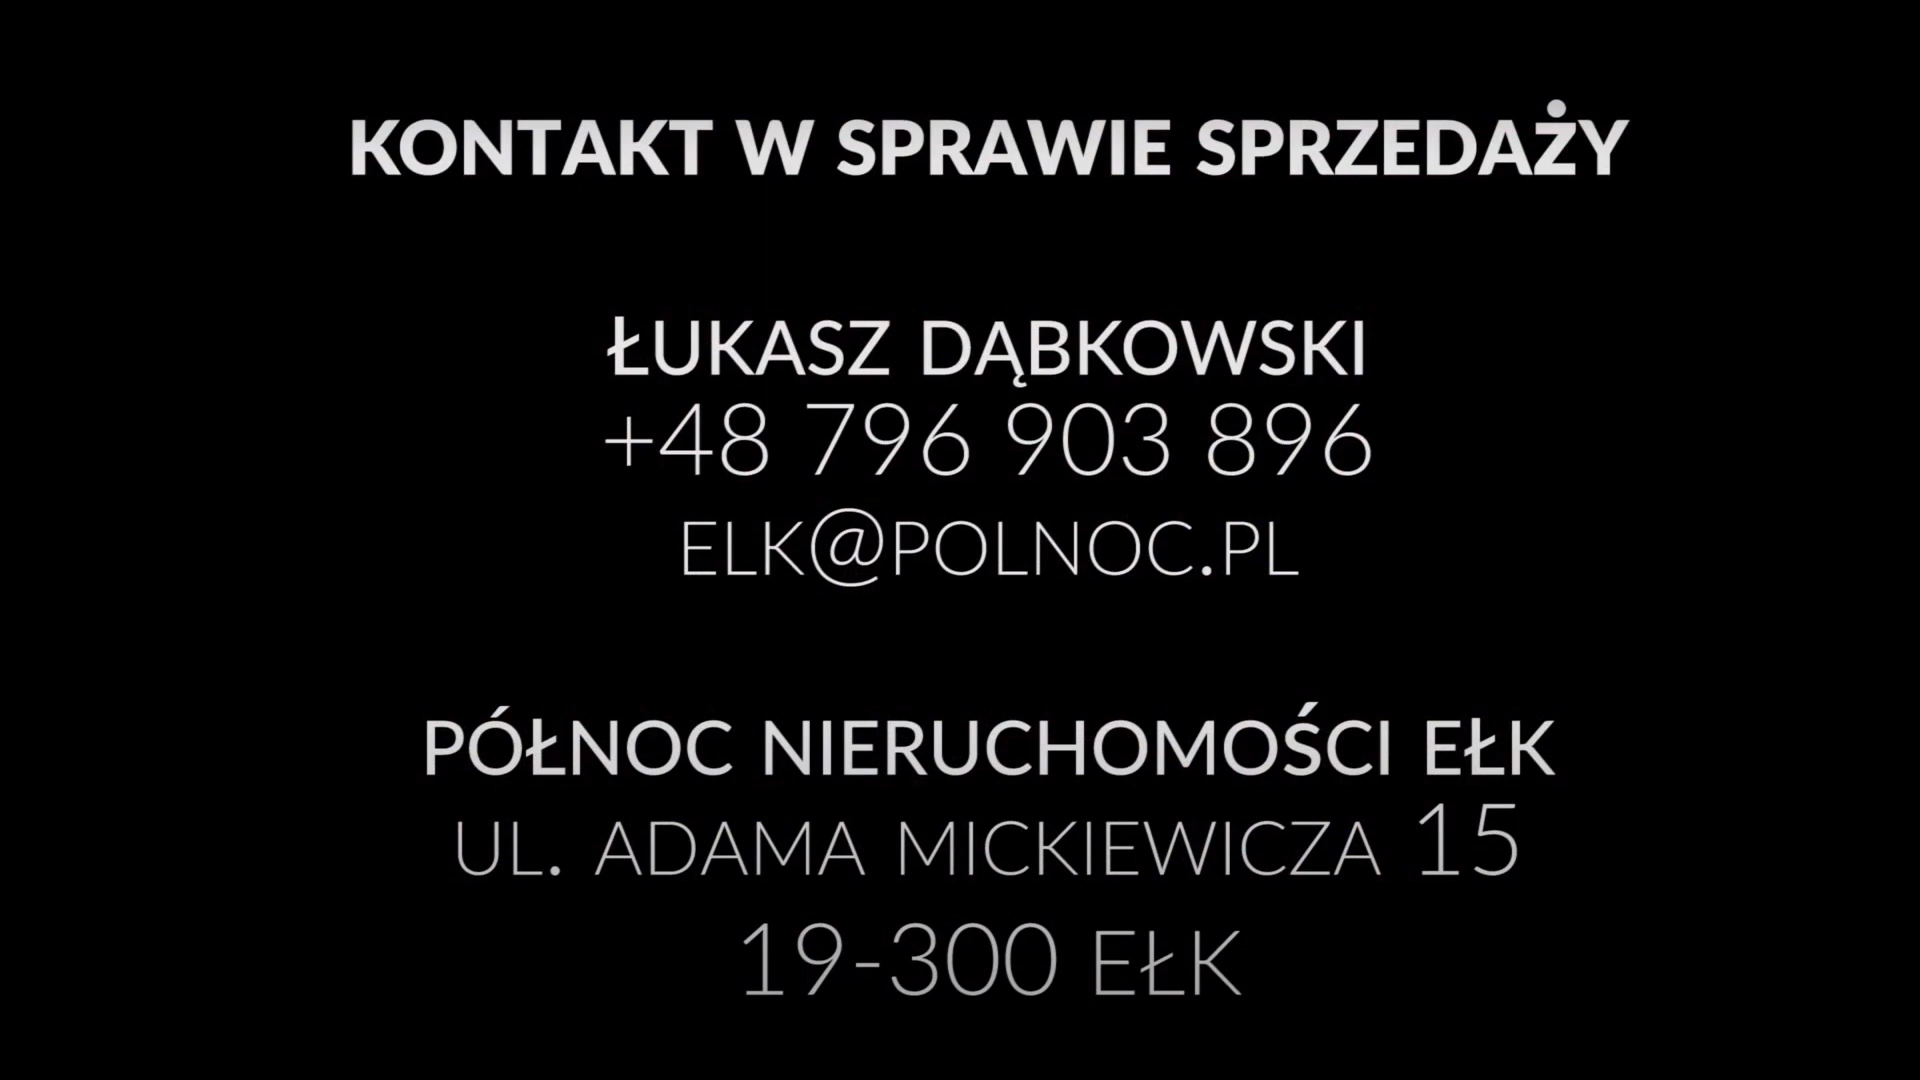 KONTAKT W SPRAWIE SPRZEDAŻY
ŁUKASZ DĄBKOWSKI
+48 796 903 896
ELK@POLNOC.PL
PÓŁNOC NIERUCHOMOŚCI EŁK
UL. ADAMA MICKIEWICZA 15
19-300 EŁK